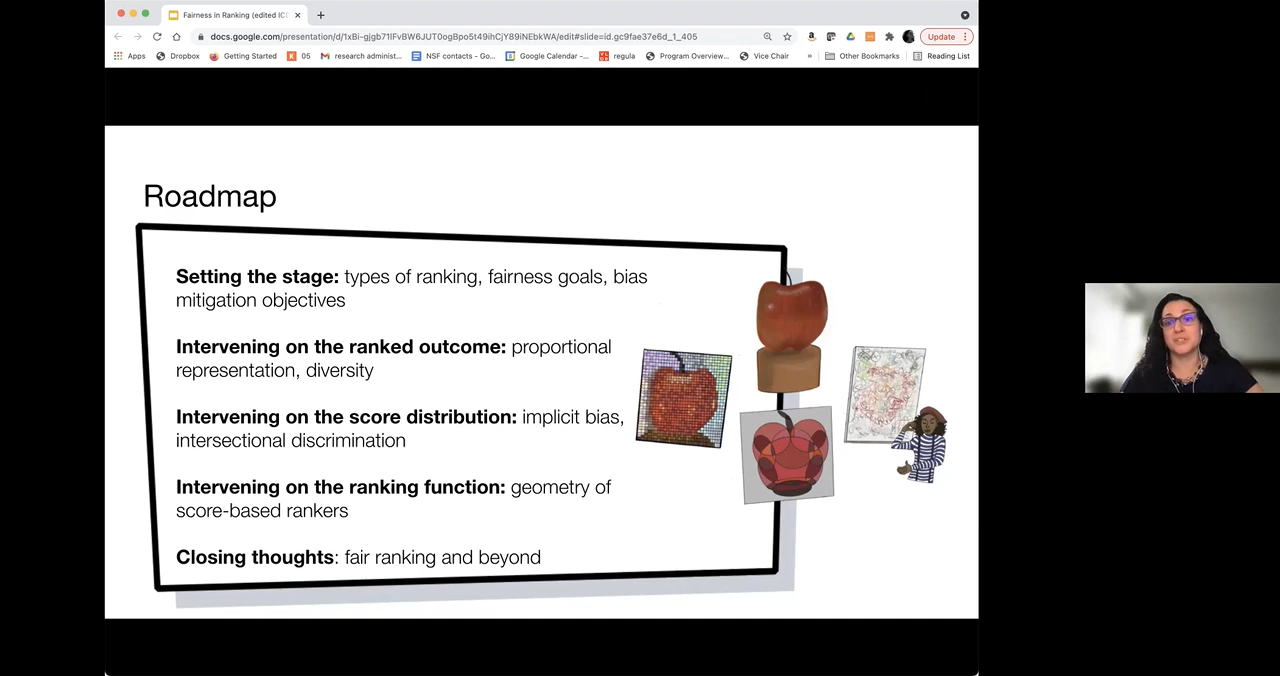 Fairness in Ranking (edited IC
docs.google.com/presentation/d/1xBi-gjgb71IFvBW6JUT0ogBpo5t49ihCjY89iNEbkWA/edit#slide=id.gc9fae37e6d_1_405
Update
Apps Dropbox Getting Started 05 research administ... NSF contacts - Go... Google Calendar -... regula Program Overview... Vice Chair » Other Bookmarks Reading List
Roadmap
Setting the stage: types of ranking, fairness goals, bias
mitigation objectives
Intervening on the ranked outcome: proportional
representation, diversity
Intervening on the score distribution: implicit bias,
intersectional discrimination
Intervening on the ranking function: geometry of
score-based rankers
Closing thoughts: fair ranking and beyond